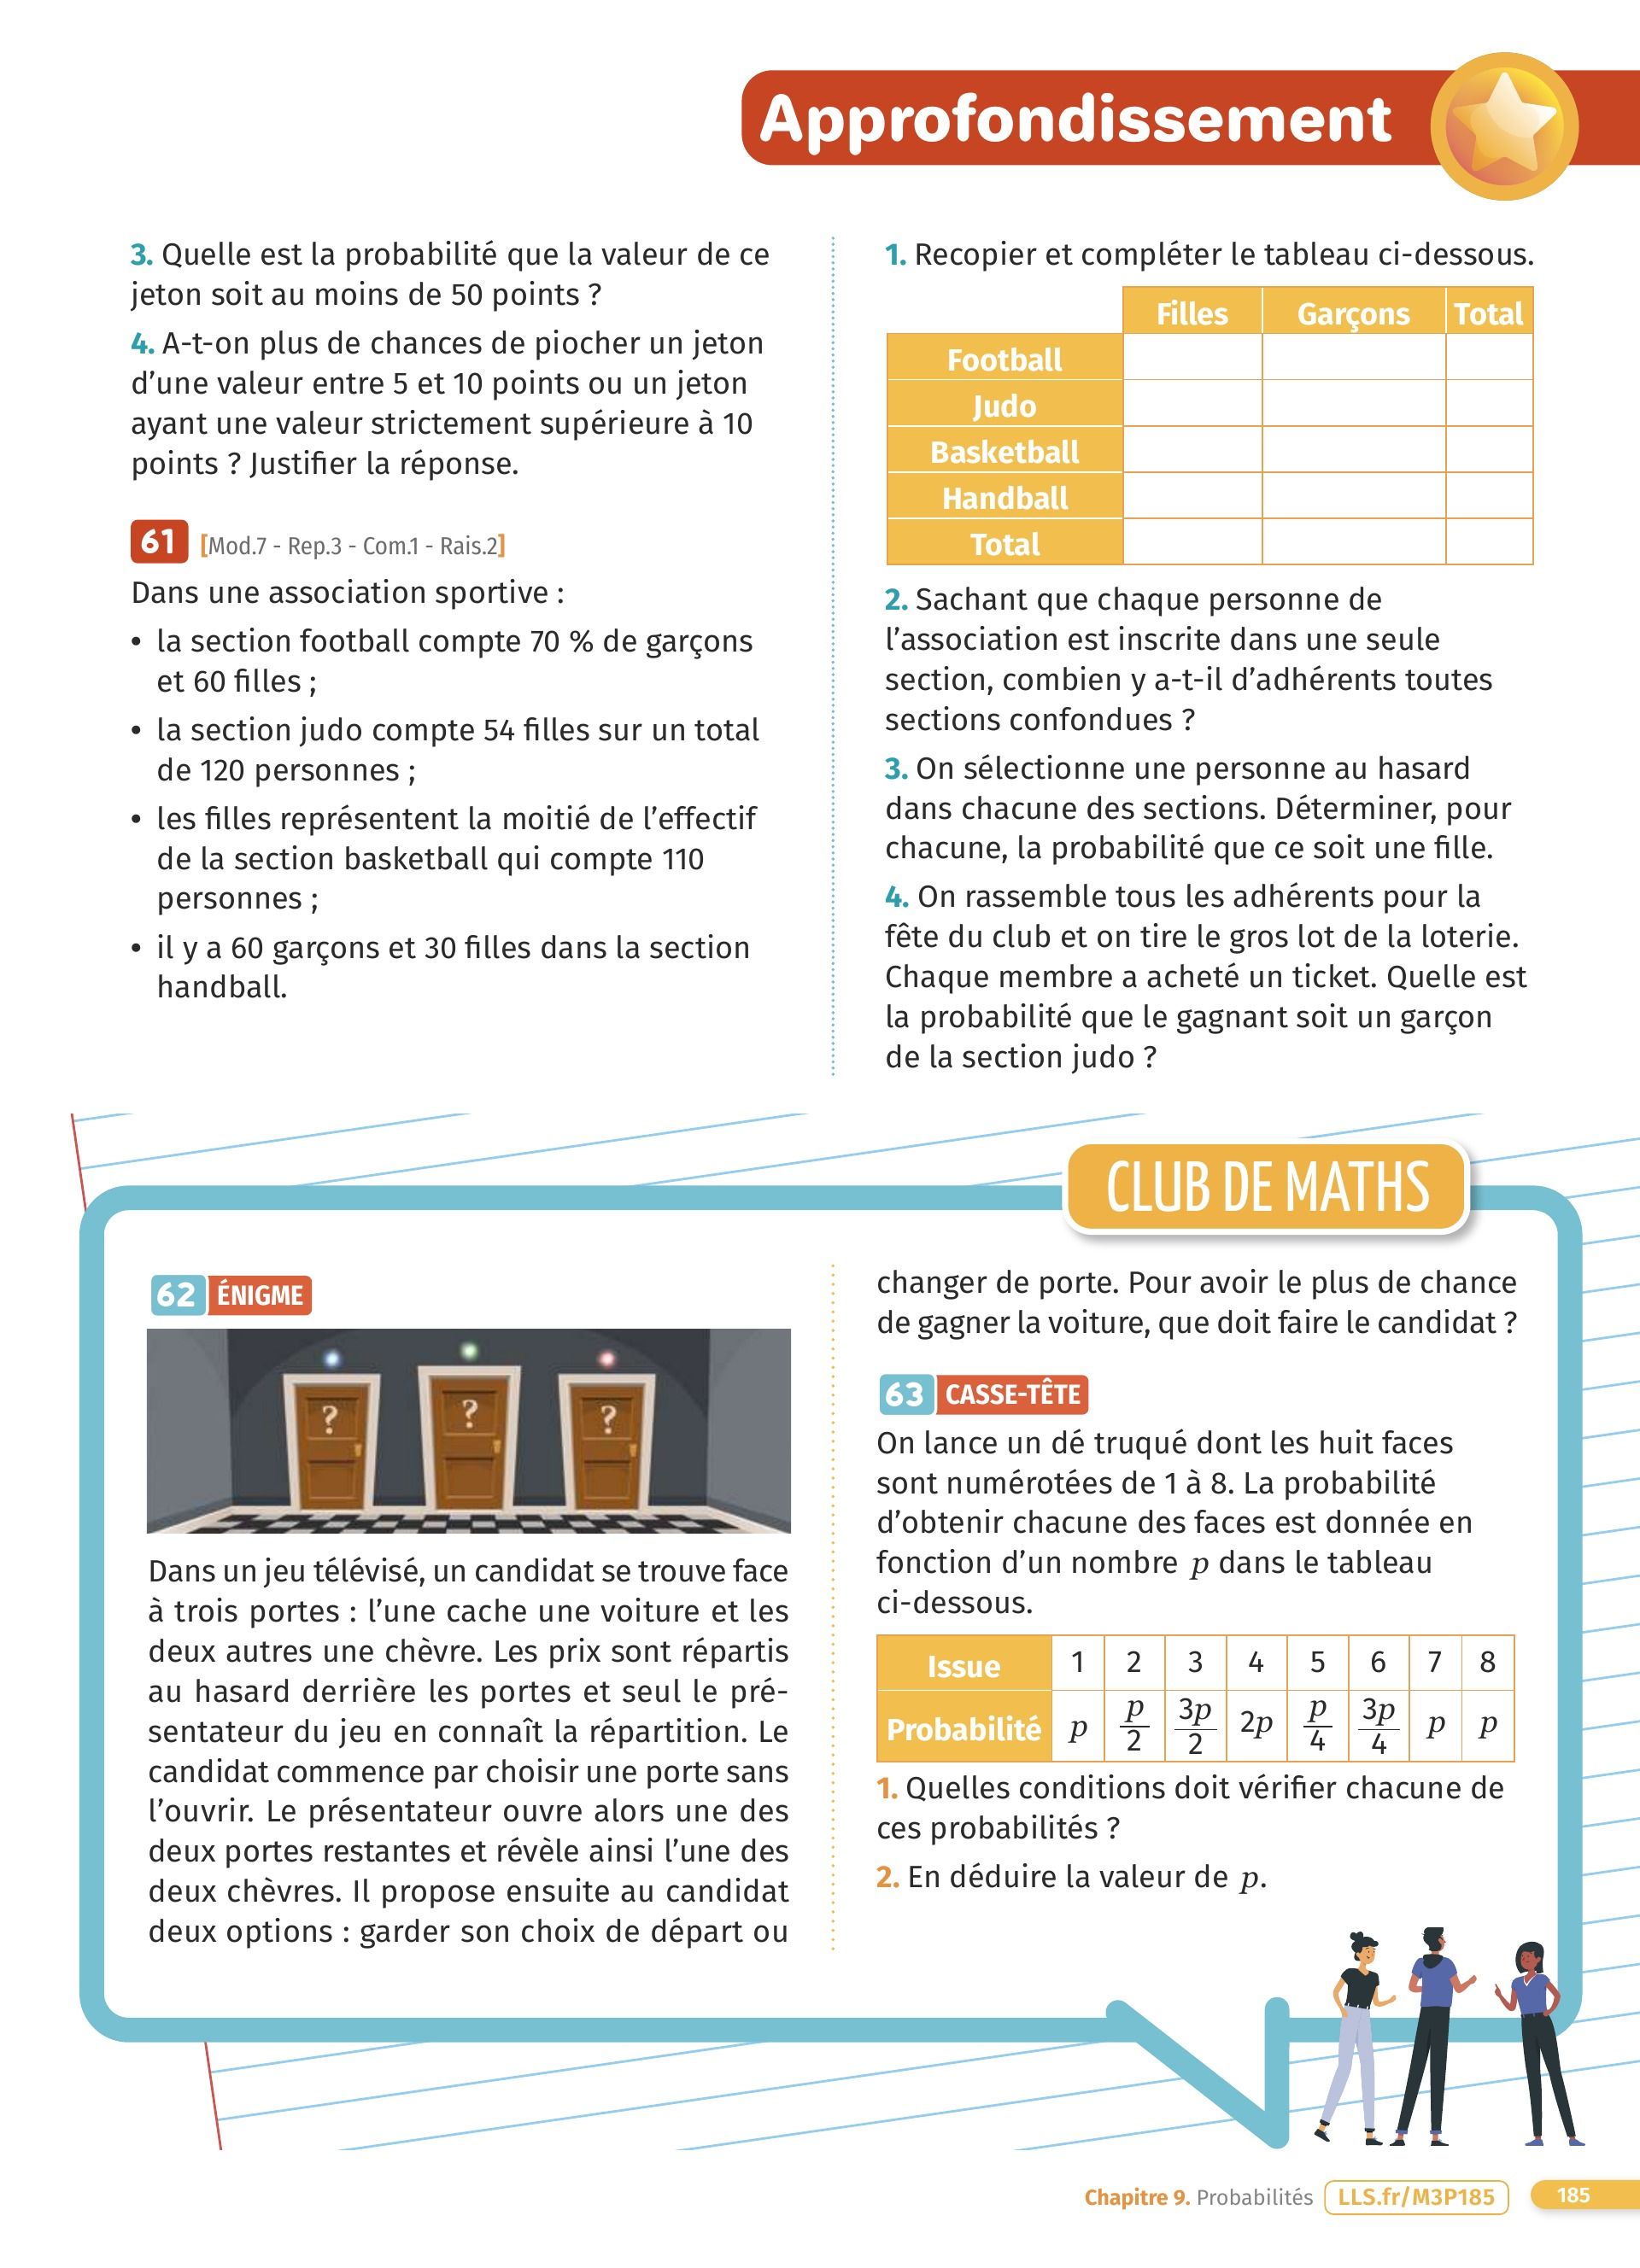 Approfondissement
3. Quelle est la probabilité que la valeur de ce
jeton soit au moins de 50 points ?
4. A-t-on plus de chances de piocher un jeton
d'une valeur entre 5 et 10 points ou un jeton
ayant une valeur strictement supérieure à 10
points ? Justifier la réponse.
61 [Mod.7 - Rep.3 - Com.1 - Rais.2]
Dans une association sportive :
• la section football compte 70 % de garçons
et 60 filles ;
• la section judo compte 54 filles sur un total
de 120 personnes ;
• les filles représentent la moitié de l'effectif
de la section basketball qui compte 110
personnes ;
• il y a 60 garçons et 30 filles dans la section
handball.
1. Recopier et compléter le tableau ci-dessous.
Filles Garçons Total
Football
Judo
Basketball
Handball
Total
2. Sachant que chaque personne de
l'association est inscrite dans une seule
section, combien y a-t-il d'adhérents toutes
sections confondues ?
3. On sélectionne une personne au hasard
dans chacune des sections. Déterminer, pour
chacune, la probabilité que ce soit une fille.
4. On rassemble tous les adhérents pour la
fête du club et on tire le gros lot de la loterie.
Chaque membre a acheté un ticket. Quelle est
la probabilité que le gagnant soit un garçon
de la section judo ?
CLUB DE MATHS
62 ÉNIGME
? ? ?
Dans un jeu télévisé, un candidat se trouve face
à trois portes : l'une cache une voiture et les
deux autres une chèvre. Les prix sont répartis
au hasard derrière les portes et seul le pré-
sentateur du jeu en connaît la répartition. Le
candidat commence par choisir une porte sans
l'ouvrir. Le présentateur ouvre alors une des
deux portes restantes et révèle ainsi l'une des
deux chèvres. Il propose ensuite au candidat
deux options : garder son choix de départ ou
changer de porte. Pour avoir le plus de chance
de gagner la voiture, que doit faire le candidat ?
63 CASSE-TÊTE
On lance un dé truqué dont les huit faces
sont numérotées de 1 à 8. La probabilité
d'obtenir chacune des faces est donnée en
fonction d'un nombre p dans le tableau
ci-dessous.
Issue 1 2 3 4 5 6 7 8
Probabilité p p/2 3p/2 2p p/4 3p/4 p p
1. Quelles conditions doit vérifier chacune de
ces probabilités ?
2. En déduire la valeur de p.
Chapitre 9. Probabilités LLS.fr/M3P185 185